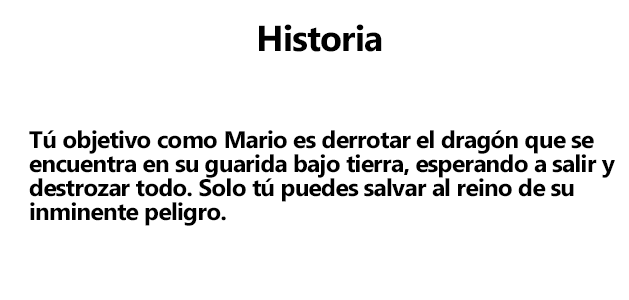 Historia
Tú objetivo como Mario es derrotar el dragón que se
encuentra en su guarida bajo tierra, esperando a salir y
destrozar todo. Solo tú puedes salvar al reino de su
inminente peligro.